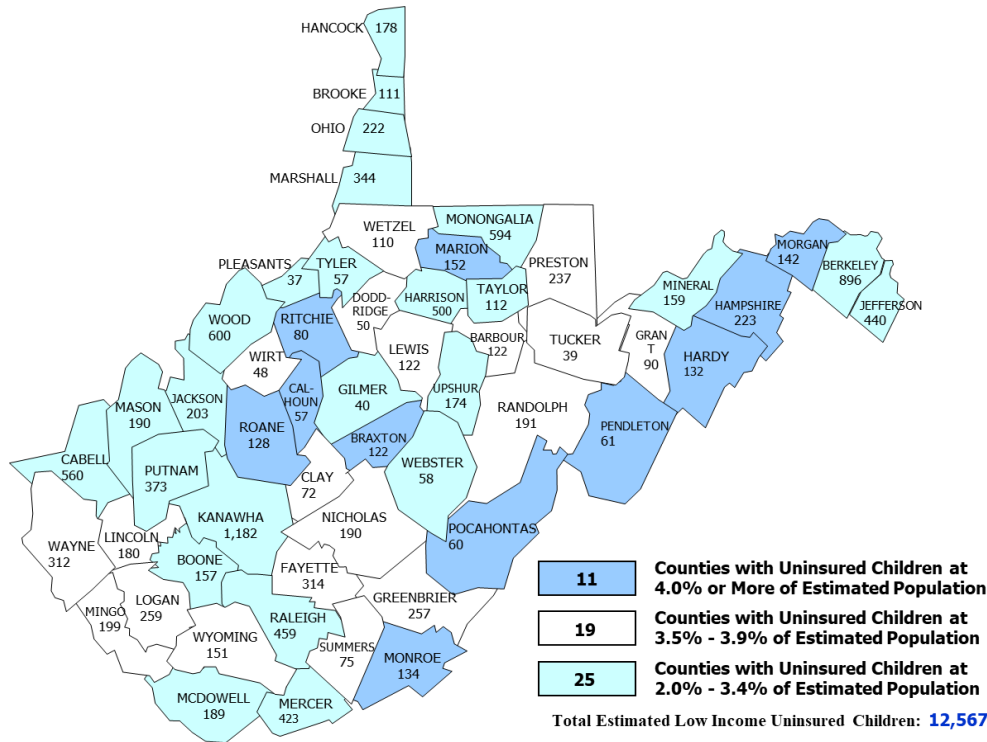 HANCOCK 178
BROOKE 111
OHIO 222
MARSHALL 344
WETZEL
110
MONONGALIA
594
MARION
152
PRESTON
237
MORGAN
142
BERKELEY
896
JEFFERSON
440
PLEASANTS
37
TYLER
57
MINERAL
159
HAMPSHIRE
223
DODD-
RIDGE
50
HARRISON
500
TAYLOR
112
WOOD
600
RITCHIE
80
BARBOUR
122
TUCKER
39
GRAN
T
90
HARDY
132
WIRT
48
LEWIS
122
CAL-
HOUN
57
GILMER
40
UPSHUR
174
JACKSON
203
MASON
190
RANDOLPH
191
ROANE
128
BRAXTON
122
PENDLETON
61
CABELL
560
PUTNAM
373
WEBSTER
58
CLAY
72
KANAWHA
1,182
NICHOLAS
190
POCAHONTAS
60
WAYNE
312
LINCOLN
180
BOONE
157
FAYETTE
314
GREENBRIER
257
MINGO
199
LOGAN
259
RALEIGH
459
WYOMING
151
SUMMERS
75
MONROE
134
MCDOWELL
189
MERCER
423
11 Counties with Uninsured Children at
4.0% or More of Estimated Population
19 Counties with Uninsured Children at
3.5% - 3.9% of Estimated Population
25 Counties with Uninsured Children at
2.0% - 3.4% of Estimated Population
Total Estimated Low Income Uninsured Children: 12,567